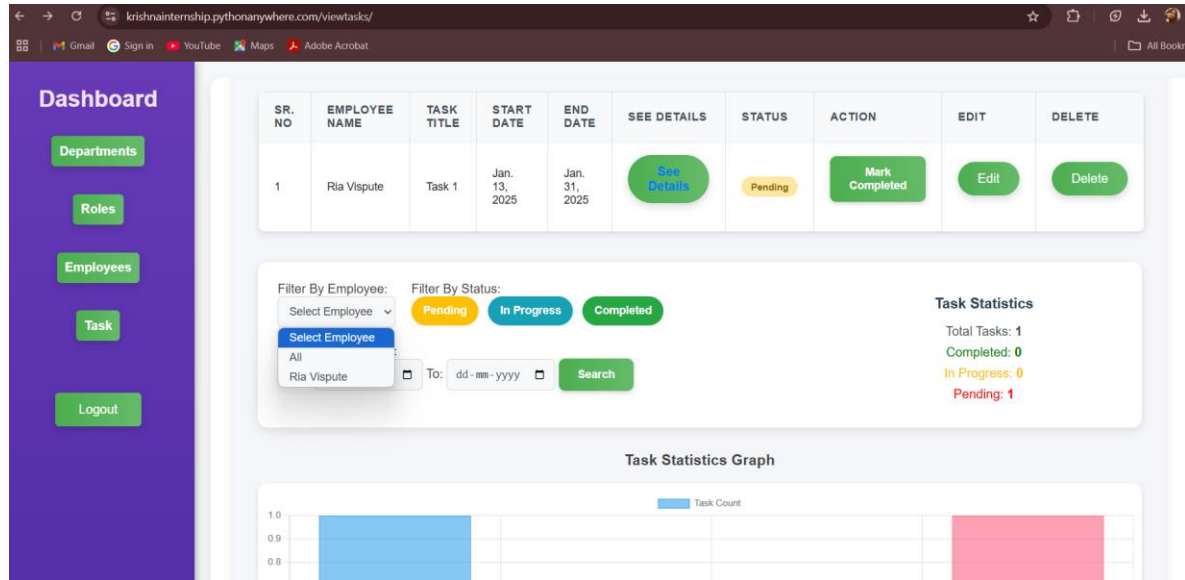 krishnainternship.pythonanywhere.com/viewtasks/
Gmail Sign in YouTube Maps Adobe Acrobat
Dashboard
Departments
Roles
Employees
Task
Logout
SR. NO EMPLOYEE NAME TASK TITLE START DATE END DATE SEE DETAILS STATUS ACTION EDIT DELETE
1 Ria Vispute Task 1 Jan. 13, 2025 Jan. 31, 2025 See Details Pending Mark Completed Edit Delete
Filter By Employee: Filter By Status:
Select Employee Pending In Progress Completed
Select Employee
All
Ria Vispute
To: dd-mm-yyyy Search
Task Statistics
Total Tasks: 1
Completed: 0
In Progress: 0
Pending: 1
Task Statistics Graph
Task Count
1.0
0.9
0.8